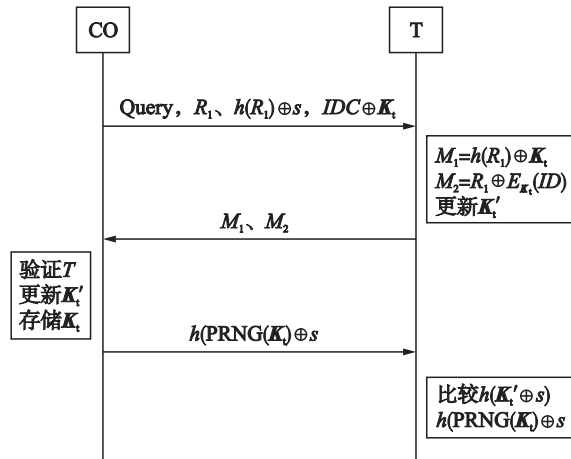 CO
T
Query，R₁、h(R₁)⊕s，IDC⊕Kₜ
M₁=h(R₁)⊕Kₜ
M₂=R₁⊕E_Kₜ(ID)
更新Kₜ′
M₁、M₂
验证T
更新Kₜ′
存储Kₜ
h(PRNG(Kₜ)⊕s
比较h(Kₜ′⊕s)
h(PRNG(Kₜ)⊕s